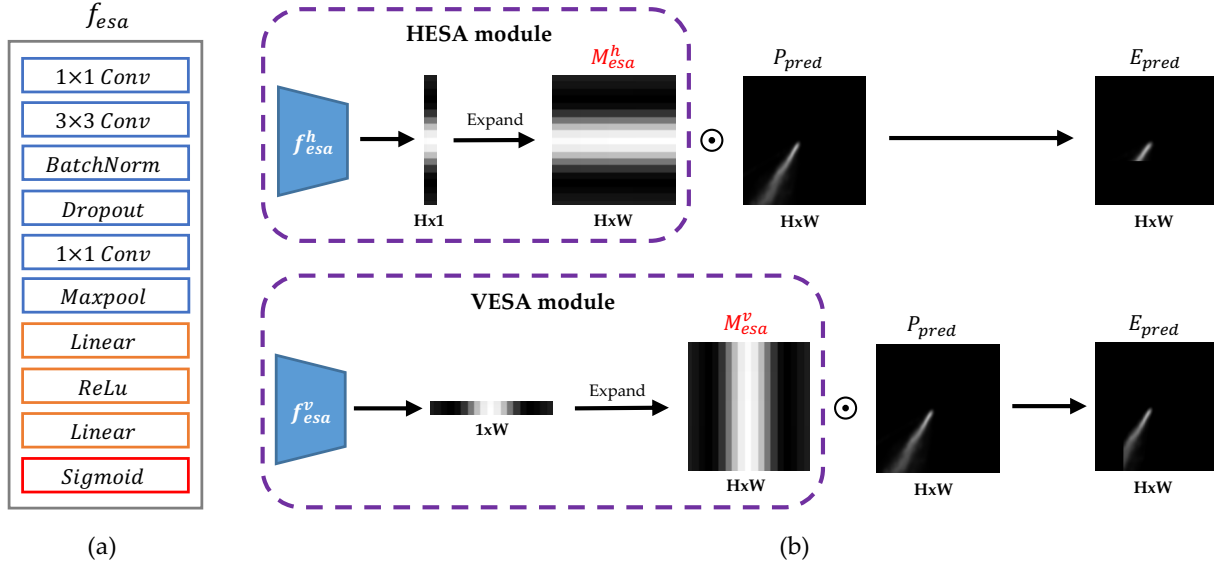 f_esa
1×1 Conv
3×3 Conv
BatchNorm
Dropout
1×1 Conv
Maxpool
Linear
ReLu
Linear
Sigmoid
(a)
HESA module
f^h_esa
Hx1
Expand
M^h_esa
HxW
⊙
P_pred
HxW
E_pred
HxW
VESA module
f^v_esa
1xW
Expand
M^v_esa
HxW
⊙
P_pred
HxW
E_pred
HxW
(b)